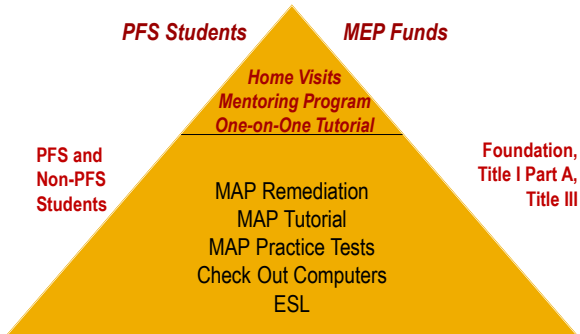 PFS Students
MEP Funds
Home Visits
Mentoring Program
One-on-One Tutorial
PFS and
Non-PFS
Students
Foundation,
Title I Part A,
Title III
MAP Remediation
MAP Tutorial
MAP Practice Tests
Check Out Computers
ESL